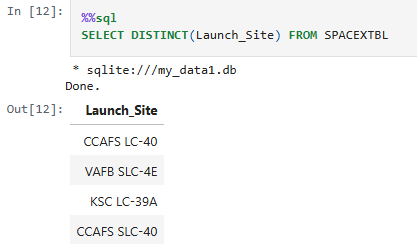 In [12]:
%%sql
SELECT DISTINCT(Launch_Site) FROM SPACEXTBL
* sqlite:///my_data1.db
Done.
Out[12]:
Launch_Site
CCAFS LC-40
VAFB SLC-4E
KSC LC-39A
CCAFS SLC-40